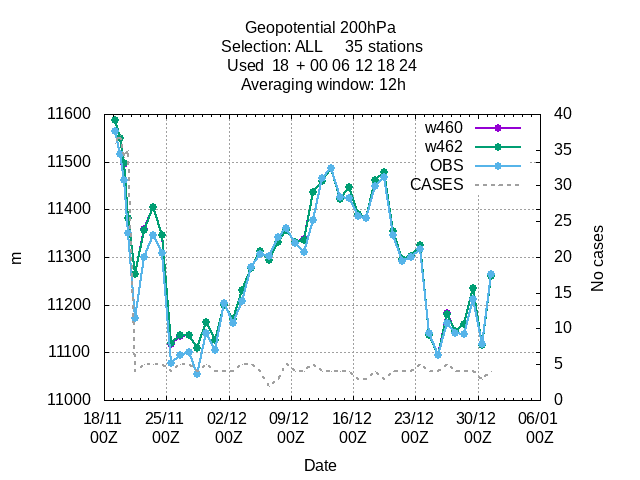 Geopotential 200hPa
Selection: ALL 35 stations
Used 18 + 00 06 12 18 24
Averaging window: 12h
w460
w462
OBS
CASES
11600
11500
11400
11300
11200
11100
11000
m
40
35
30
25
20
15
10
5
0
No cases
18/11 25/11 02/12 09/12 16/12 23/12 30/12 06/01
00Z 00Z 00Z 00Z 00Z 00Z 00Z 00Z
Date